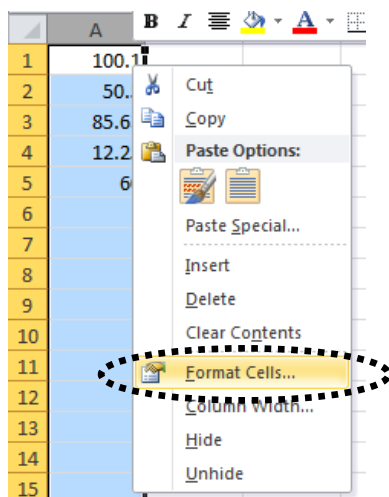 B I A
A
1 100.1
2 50.
3 85.6
4 12.2
5 6
6
7
8
9
10
11
12
13
14
15
Cut
Copy
Paste Options:
Paste Special...
Insert
Delete
Clear Contents
Format Cells...
Column Width...
Hide
Unhide